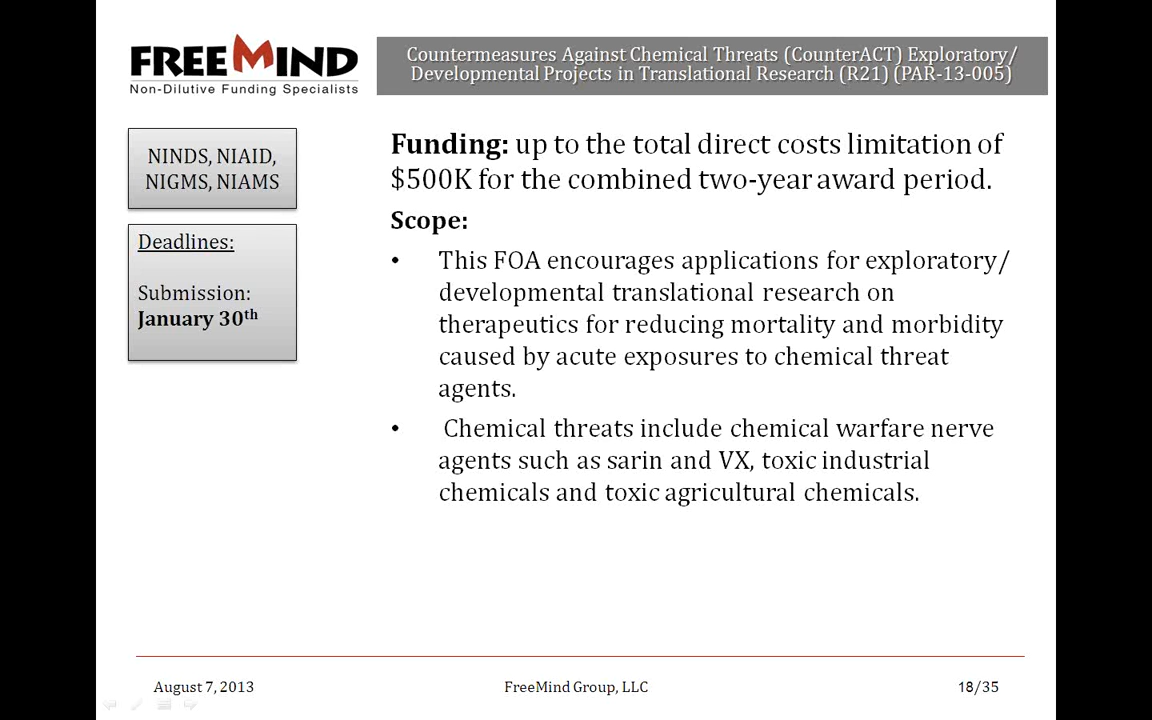 FREEMIND
Non-Dilutive Funding Specialists
Countermeasures Against Chemical Threats (CounterACT) Exploratory/
Developmental Projects in Translational Research (R21) (PAR-13-005)
NINDS, NIAID,
NIGMS, NIAMS
Deadlines:
Submission:
January 30th
Funding: up to the total direct costs limitation of
$500K for the combined two-year award period.
Scope:
• This FOA encourages applications for exploratory/
developmental translational research on
therapeutics for reducing mortality and morbidity
caused by acute exposures to chemical threat
agents.
• Chemical threats include chemical warfare nerve
agents such as sarin and VX, toxic industrial
chemicals and toxic agricultural chemicals.
August 7, 2013
FreeMind Group, LLC
18/35